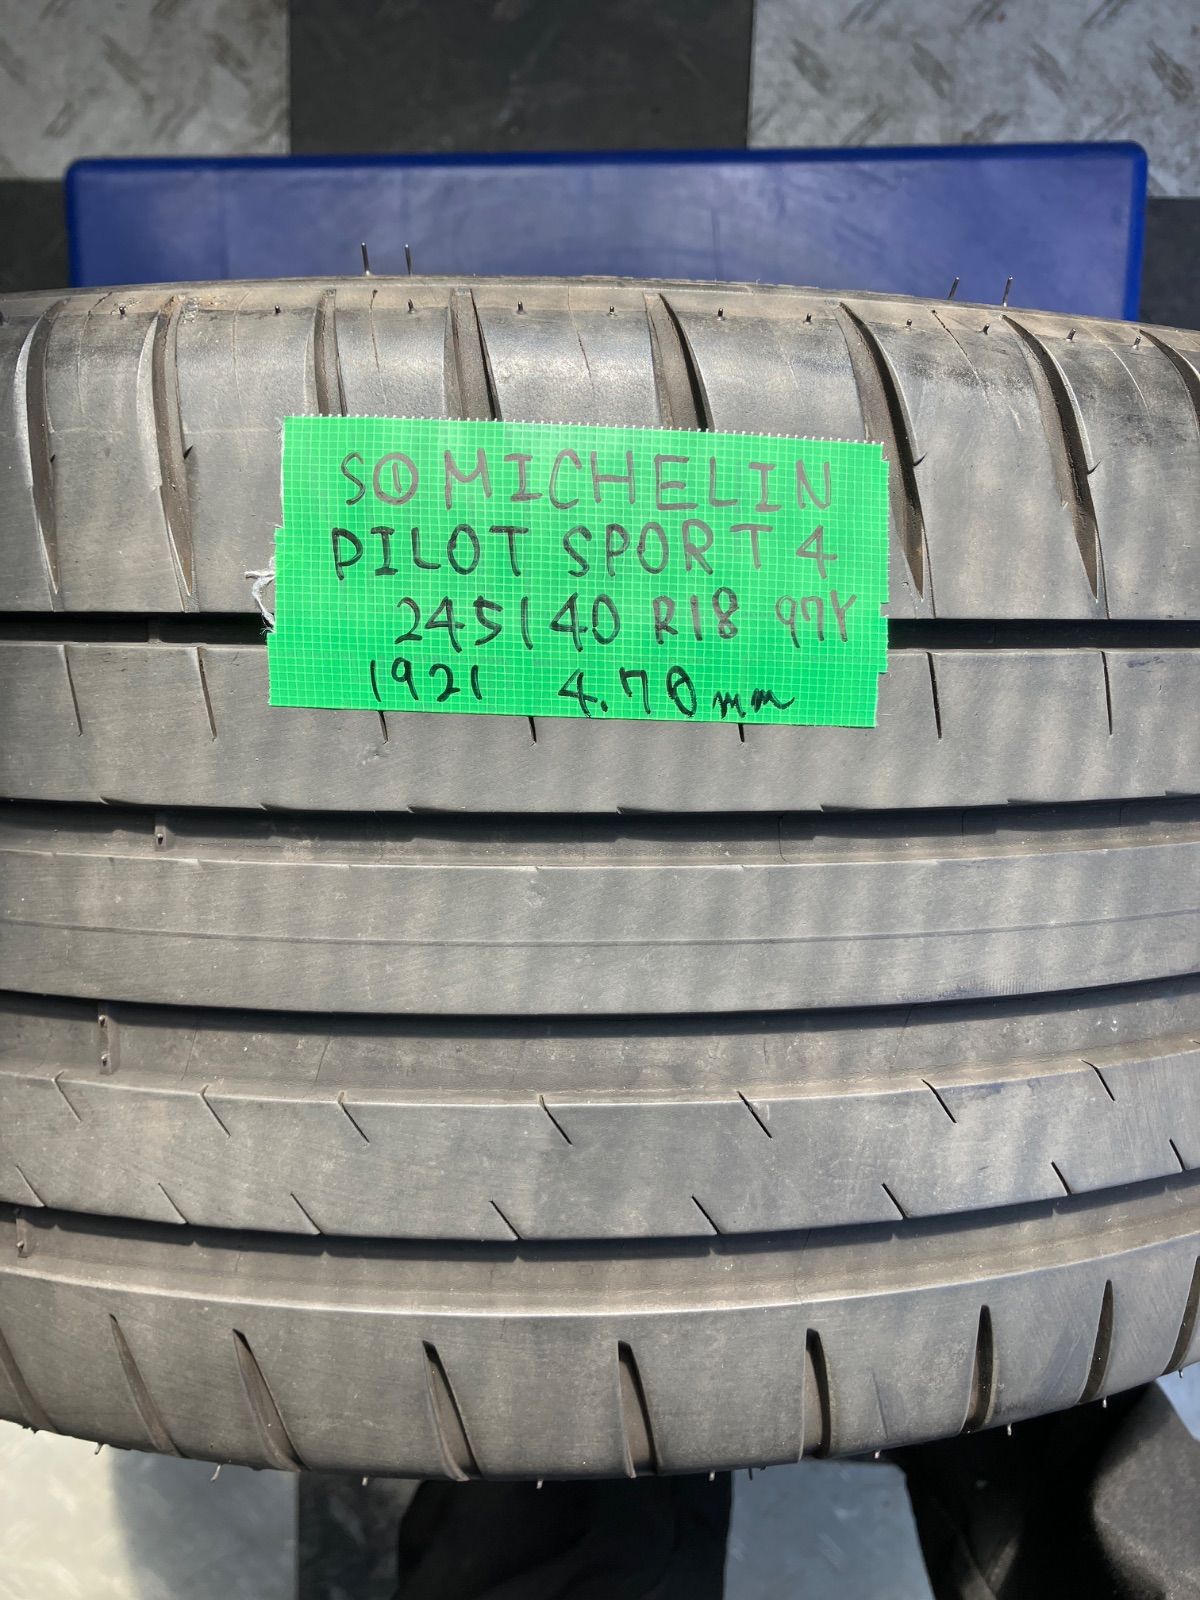 S① MICHELIN
PILOT SPORT 4
245/40 R18 97Y
1921 4.70mm